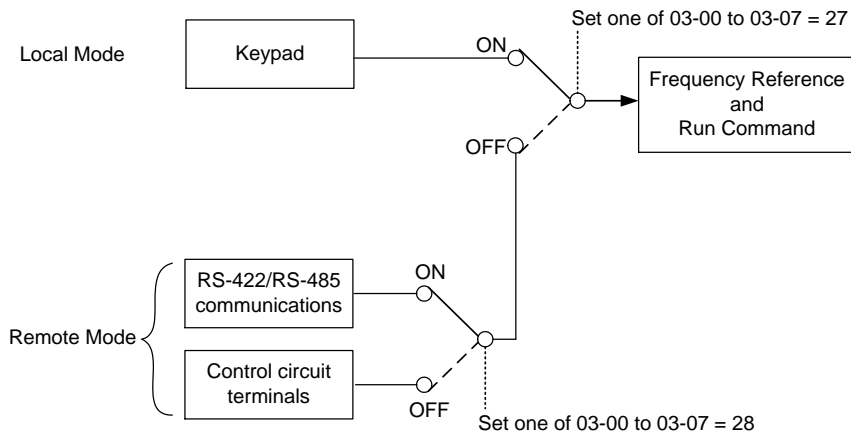 Set one of 03-00 to 03-07 = 27
Local Mode
Keypad
ON
Frequency Reference
and
Run Command
OFF
RS-422/RS-485
communications
ON
Remote Mode
Control circuit
terminals
OFF
Set one of 03-00 to 03-07 = 28